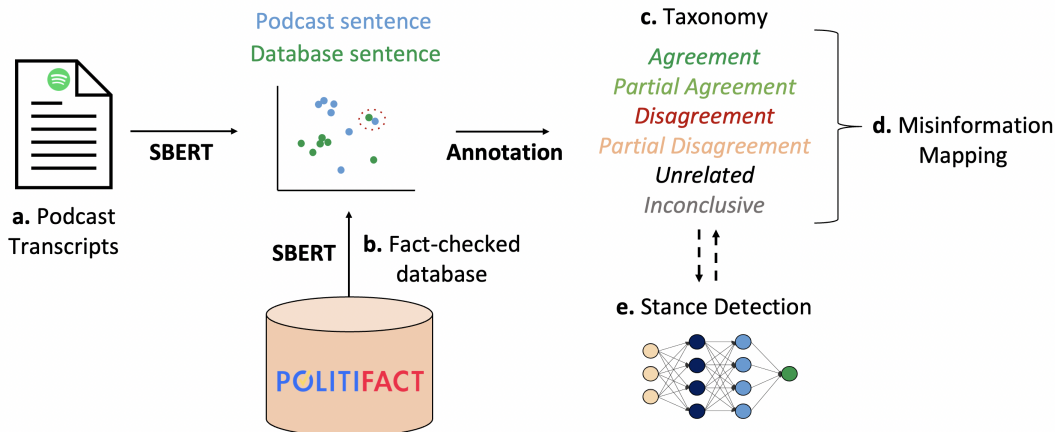 Podcast sentence
Database sentence
c. Taxonomy
Agreement
Partial Agreement
Disagreement
Partial Disagreement
Unrelated
Inconclusive
SBERT
Annotation
d. Misinformation
Mapping
a. Podcast
Transcripts
SBERT
b. Fact-checked
database
e. Stance Detection
POLITIFACT